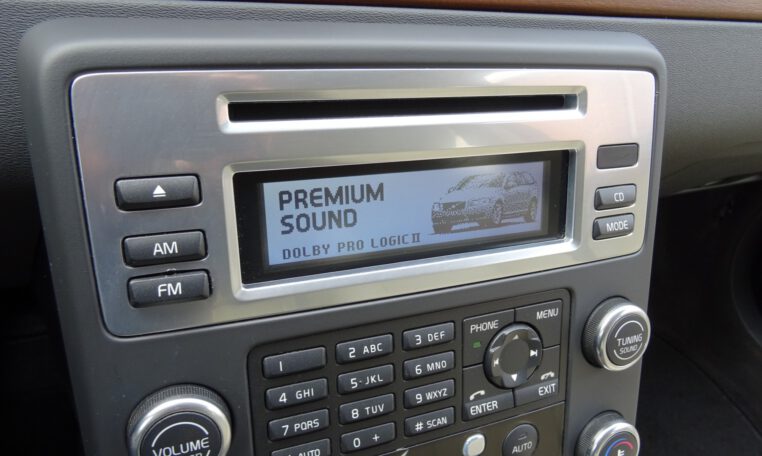 PREMIUM
SOUND
DOLBY PRO LOGIC II
CD
MODE
AM
FM
PHONE
MENU
1
2 ABC
3 DEF
4 GHI
5 JKL
6 MNO
7 PQRS
8 TUV
9 WXYZ
0 +
# SCAN
ENTER
EXIT
TUNING
SOUND
VOLUME
AUTO
AUTO